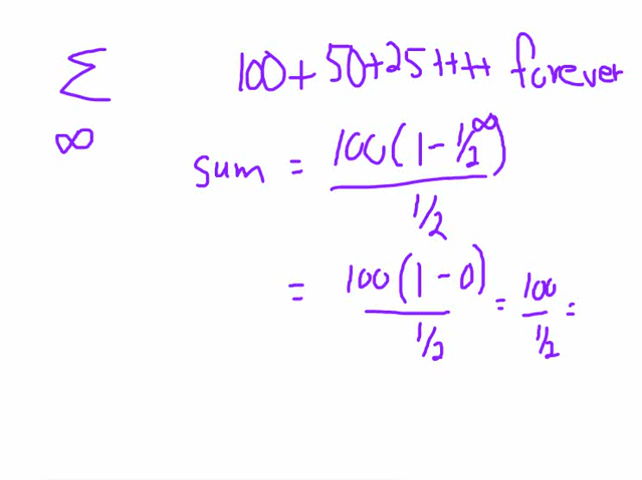 Σ 100 + 50 + 25 + + + + forever
∞
sum = 100(1 - 1/2^∞) / 1/2
= 100(1 - 0) / 1/2 = 100 / 1/2 =